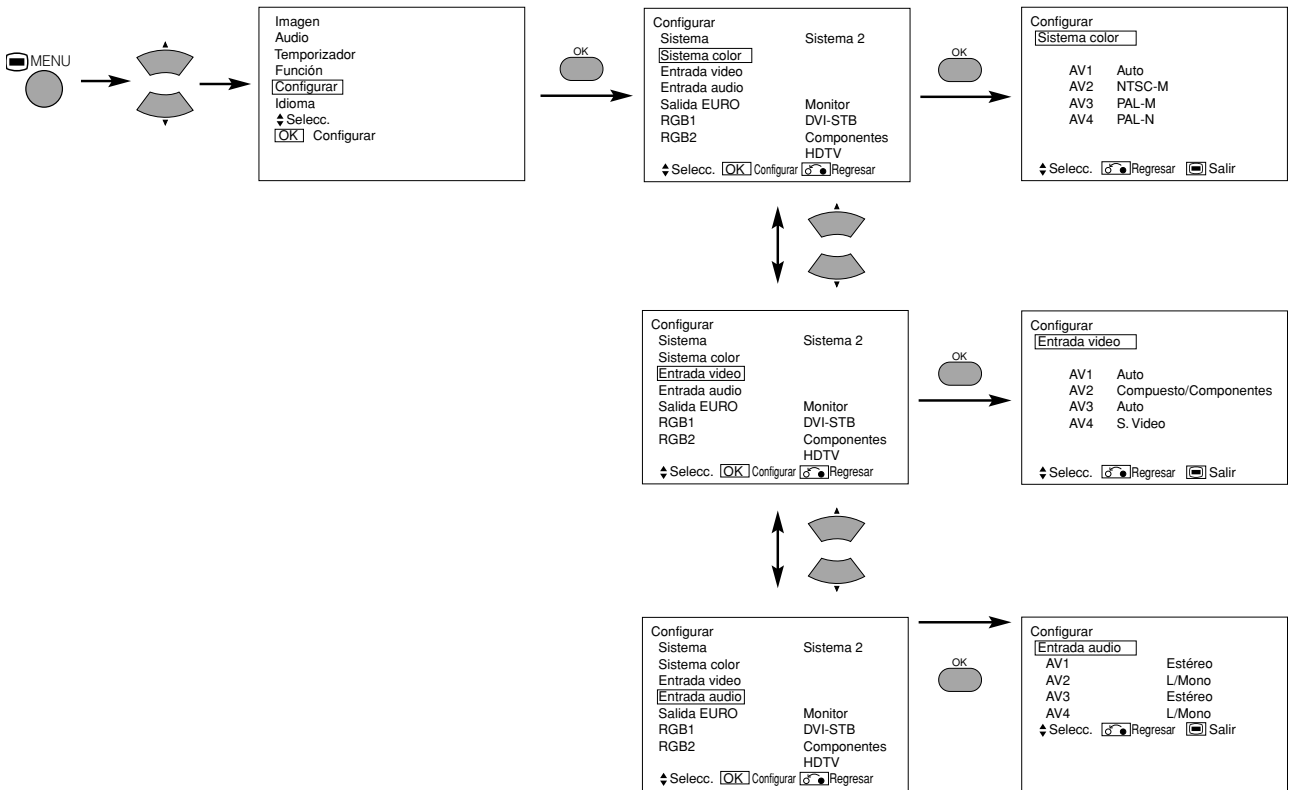 MENU
Imagen
Audio
Temporizador
Función
Configurar
Idioma
Selecc.
OK Configurar
OK
Configurar
Sistema Sistema 2
Sistema color
Entrada video
Entrada audio
Salida EURO Monitor
RGB1 DVI-STB
RGB2 Componentes
HDTV
Selecc. OK Configurar Regresar
OK
Configurar
Sistema color
AV1 Auto
AV2 NTSC-M
AV3 PAL-M
AV4 PAL-N
Selecc. Regresar Salir
Configurar
Sistema Sistema 2
Sistema color
Entrada video
Entrada audio
Salida EURO Monitor
RGB1 DVI-STB
RGB2 Componentes
HDTV
Selecc. OK Configurar Regresar
OK
Configurar
Entrada video
AV1 Auto
AV2 Compuesto/Componentes
AV3 Auto
AV4 S. Video
Selecc. Regresar Salir
Configurar
Sistema Sistema 2
Sistema color
Entrada video
Entrada audio
Salida EURO Monitor
RGB1 DVI-STB
RGB2 Componentes
HDTV
Selecc. OK Configurar Regresar
OK
Configurar
Entrada audio
AV1 Estéreo
AV2 L/Mono
AV3 Estéreo
AV4 L/Mono
Selecc. Regresar Salir